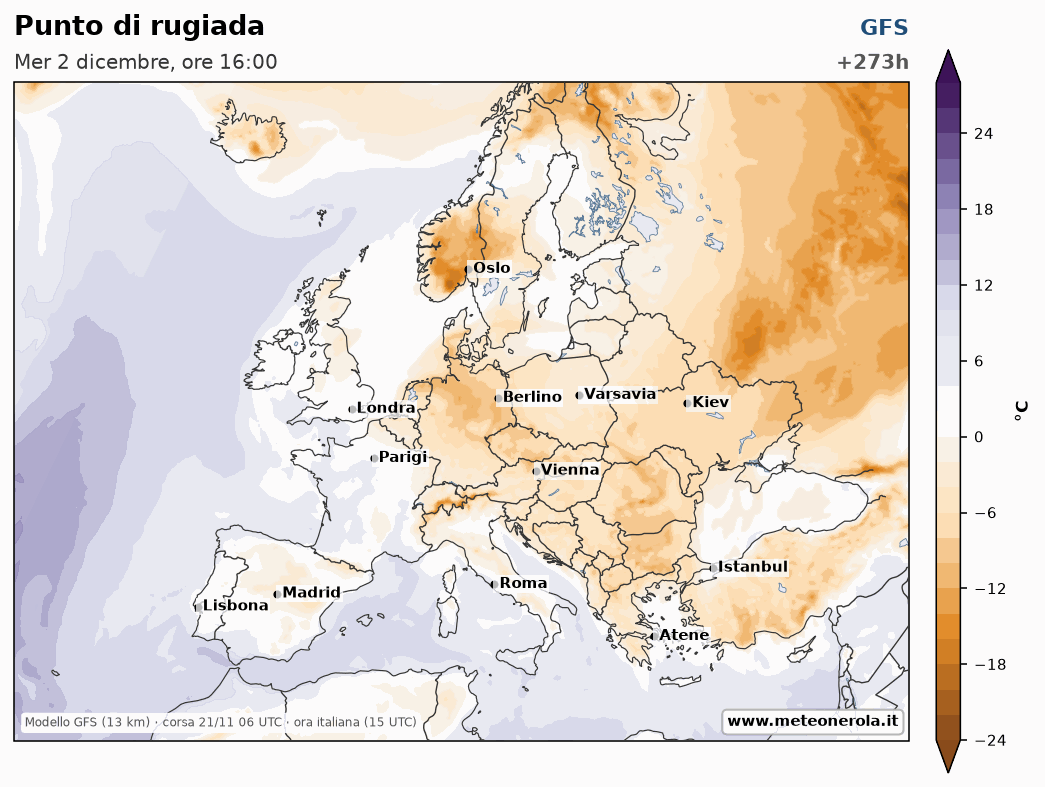 Punto di rugiada
GFS
Mer 2 dicembre, ore 16:00
+273h
24
18
12
6
0
−6
−12
−18
−24
°C
Oslo
Berlino
Varsavia
Kiev
Londra
Parigi
Vienna
Istanbul
Roma
Madrid
Lisbona
Atene
Modello GFS (13 km) · corsa 21/11 06 UTC · ora italiana (15 UTC)
www.meteonerola.it